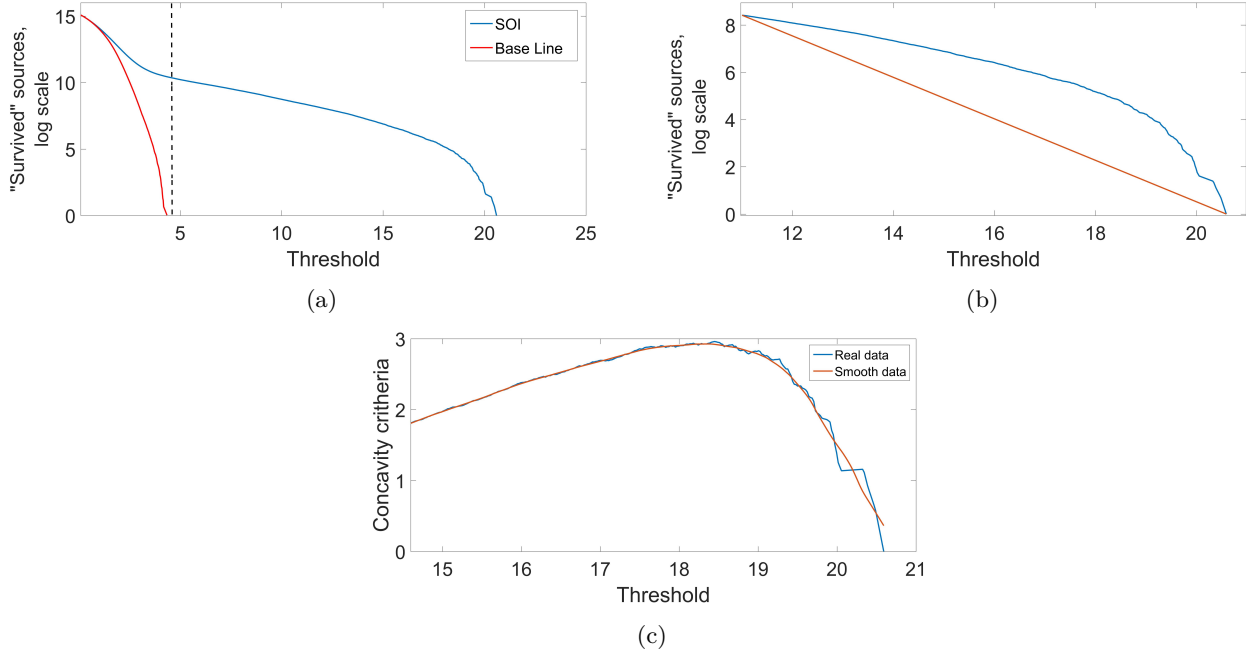 "Survived" sources,
log scale
15
10
5
0
SOI
Base Line
5
10
15
20
25
Threshold
(a)
"Survived" sources,
log scale
8
6
4
2
0
12
14
16
18
20
Threshold
(b)
Concavity critheria
3
2
1
0
Real data
Smooth data
15
16
17
18
19
20
21
Threshold
(c)